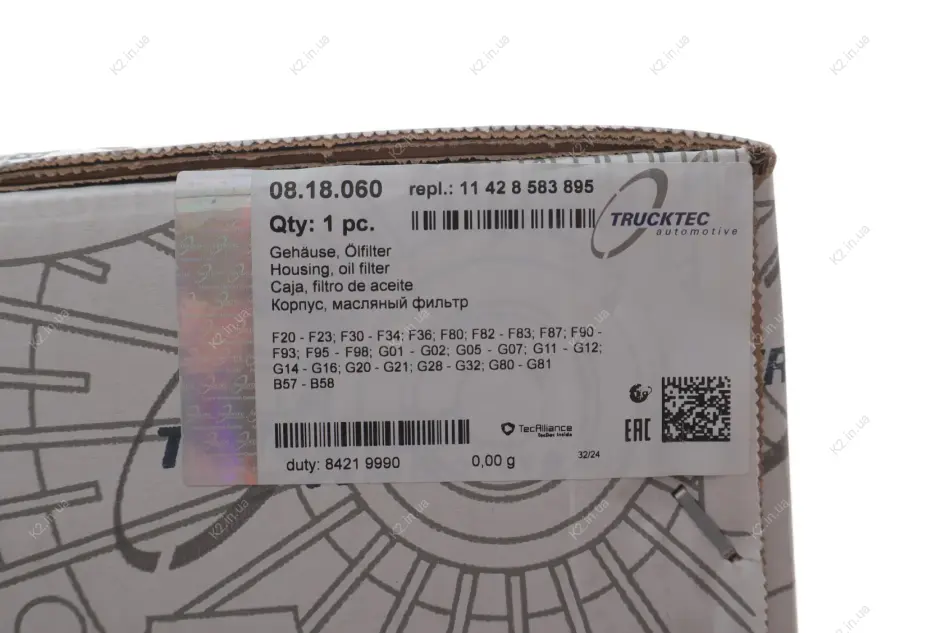 08.18.060 repl.: 11 42 8 583 895
Qty: 1 pc.
TRUCKTEC
automotive
Gehäuse, Ölfilter
Housing, oil filter
Caja, filtro de aceite
Корпус, масляный фильтр
F20 - F23; F30 - F34; F36; F80; F82 - F83; F87; F90 -
F93; F95 - F98; G01 - G02; G05 - G07; G11 - G12;
G14 - G16; G20 - G21; G28 - G32; G80 - G81
B57 - B58
TecAlliance
TecDoc Inside
EAC
duty: 8421 9990
0,00 g
32/24
K2.in.ua